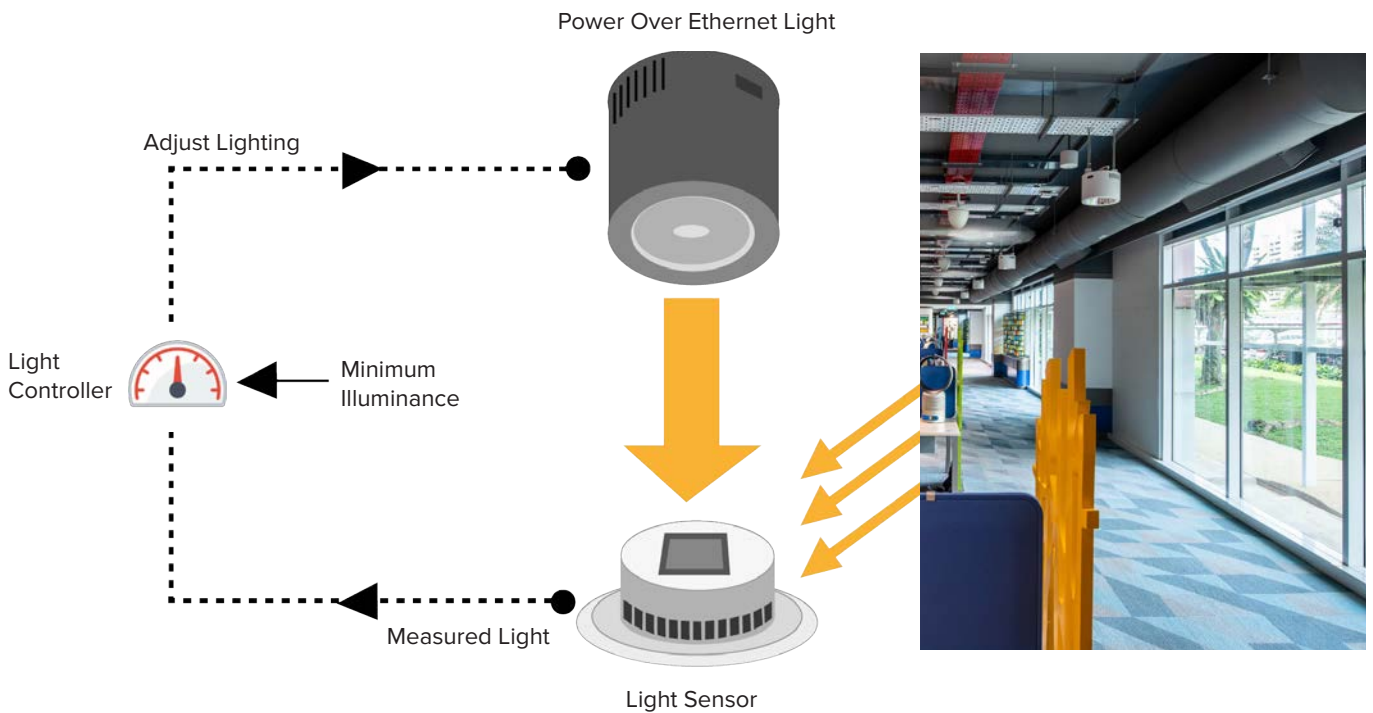 Power Over Ethernet Light
Adjust Lighting
Light
Controller
Minimum
Illuminance
Measured Light
Light Sensor